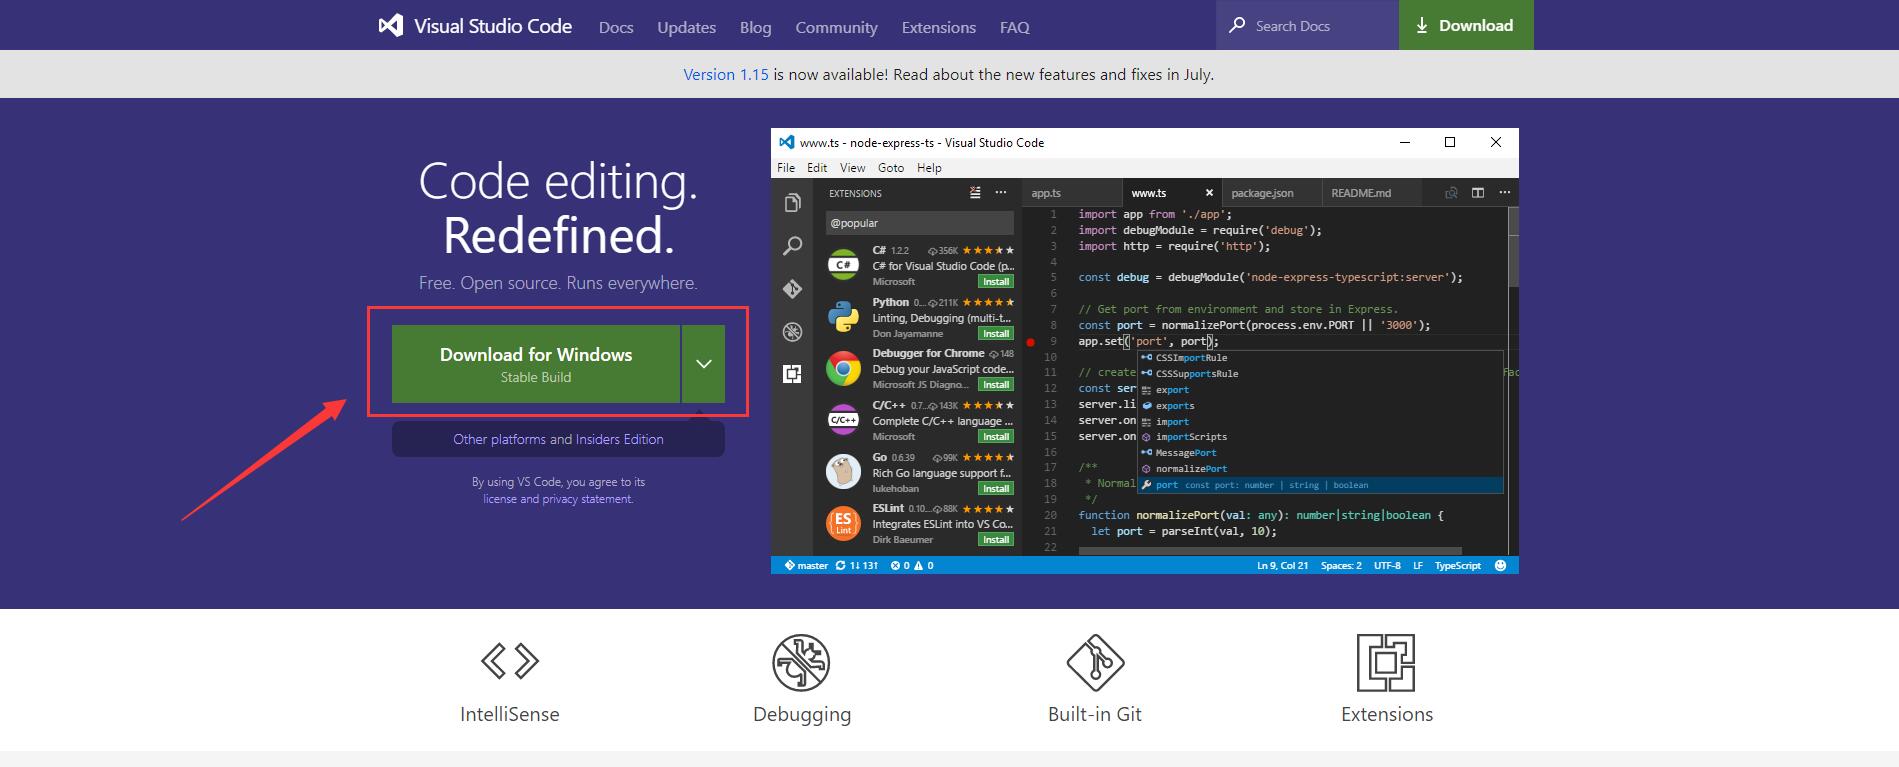 Visual Studio Code Docs Updates Blog Community Extensions FAQ Search Docs Download
Version 1.15 is now available! Read about the new features and fixes in July.
Code editing.
Redefined.
Free. Open source. Runs everywhere.
Download for Windows
Stable Build
Other platforms and Insiders Edition
By using VS Code, you agree to its
license and privacy statement.
www.ts - node-express-ts - Visual Studio Code
File Edit View Goto Help
EXTENSIONS
@popular
C# 1.2.2 356K
C# for Visual Studio Code (p...
Microsoft Install
Python 0.... 211K
Linting, Debugging (multi-t...
Don Jayamanne Install
Debugger for Chrome 148
Debug your JavaScript code...
Microsoft JS Diagno... Install
C/C++ 0.7... 143K
Complete C/C++ language ...
Microsoft Install
Go 0.6.39 99K
Rich Go language support f...
lukehoban Install
ESLint 0.10.... 88K
Integrates ESLint into VS Co...
Dirk Baeumer Install
C#
C/C++
ES
Lint
app.ts www.ts package.json README.md
1 import app from './app';
2 import debugModule = require('debug');
3 import http = require('http');
4
5 const debug = debugModule('node-express-typescript:server');
6
7 // Get port from environment and store in Express.
8 const port = normalizePort(process.env.PORT || '3000');
9 app.set('port', port);
10
11 // create
12 const ser
13 server.li
14 server.on
15 server.on
16
17 /**
18 * Normal
19 */
20 function normalizePort(val: any): number|string|boolean {
21 let port = parseInt(val, 10);
22
CSSImportRule
CSSSupportsRule
export
exports
import
importScripts
MessagePort
normalizePort
port const port: number | string | boolean
master 1↓ 13↑ 0 0 Ln 9, Col 21 Spaces: 2 UTF-8 LF TypeScript
IntelliSense Debugging Built-in Git Extensions